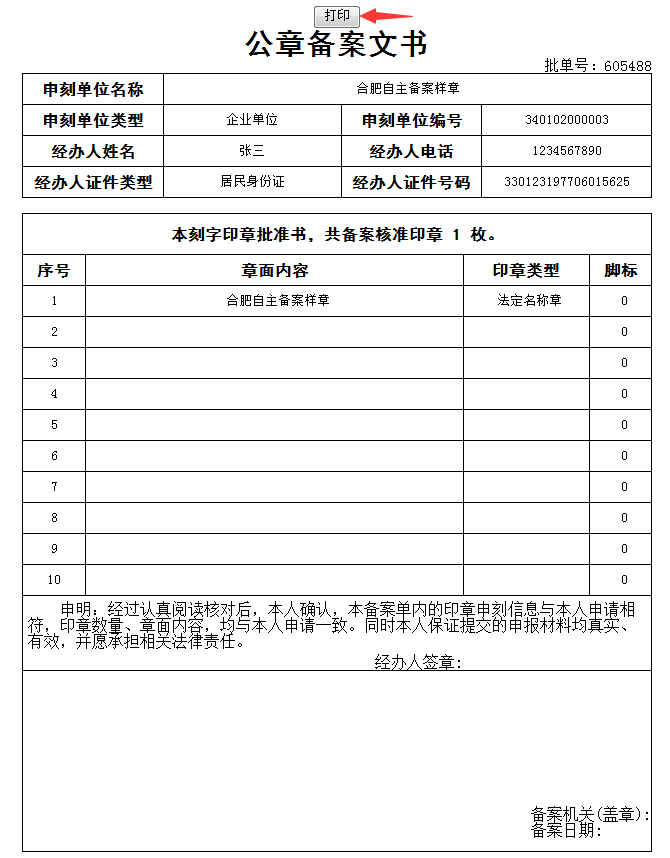 打印
公章备案文书
批单号：605488
申刻单位名称 合肥自主备案样章
申刻单位类型 企业单位 申刻单位编号 340102000003
经办人姓名 张三 经办人电话 1234567890
经办人证件类型 居民身份证 经办人证件号码 330123197706015625
本刻字印章批准书，共备案核准印章 1 枚。
序号 章面内容 印章类型 脚标
1 合肥自主备案样章 法定名称章 0
2 0
3 0
4 0
5 0
6 0
7 0
8 0
9 0
10 0
申明：经过认真阅读核对后，本人确认，本备案单内的印章申刻信息与本人申请相
符，印章数量、章面内容，均与本人申请一致。同时本人保证提交的申报材料均真实、
有效，并愿承担相关法律责任。
经办人签章：
备案机关(盖章)：
备案日期：